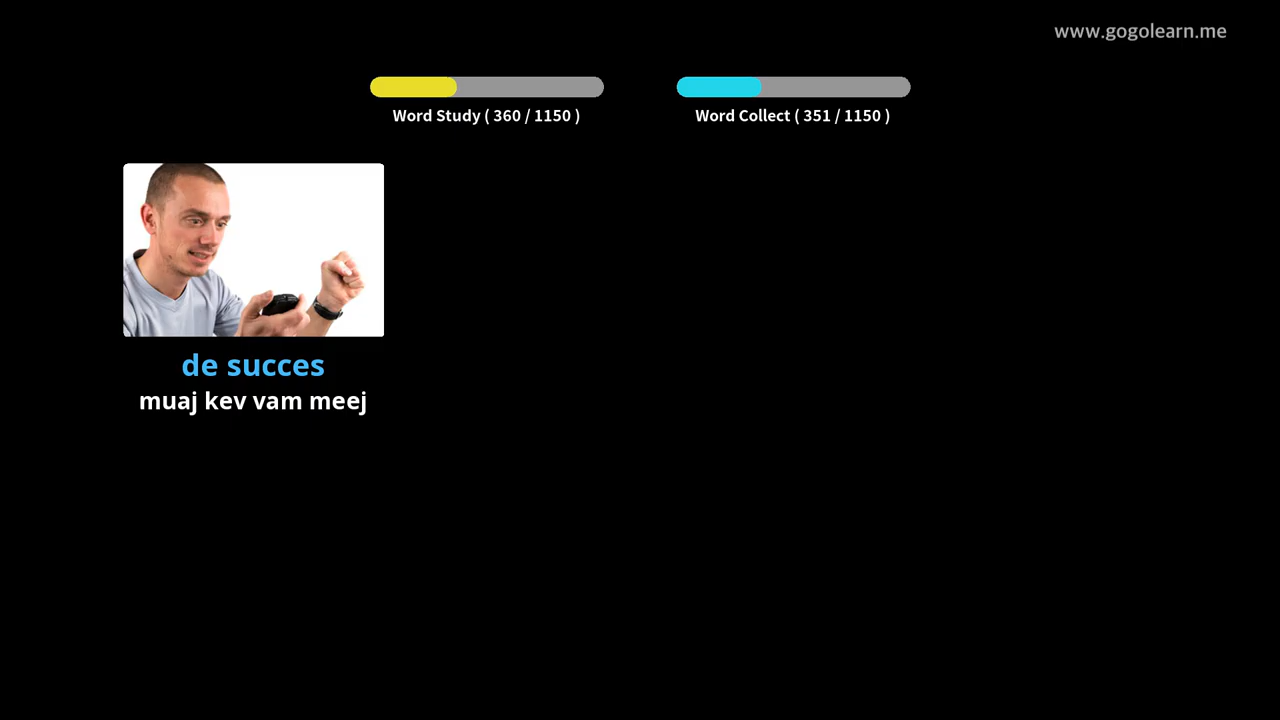 www.gogolearn.me
Word Study ( 360 / 1150 )
Word Collect ( 351 / 1150 )
de succes
muaj kev vam meej